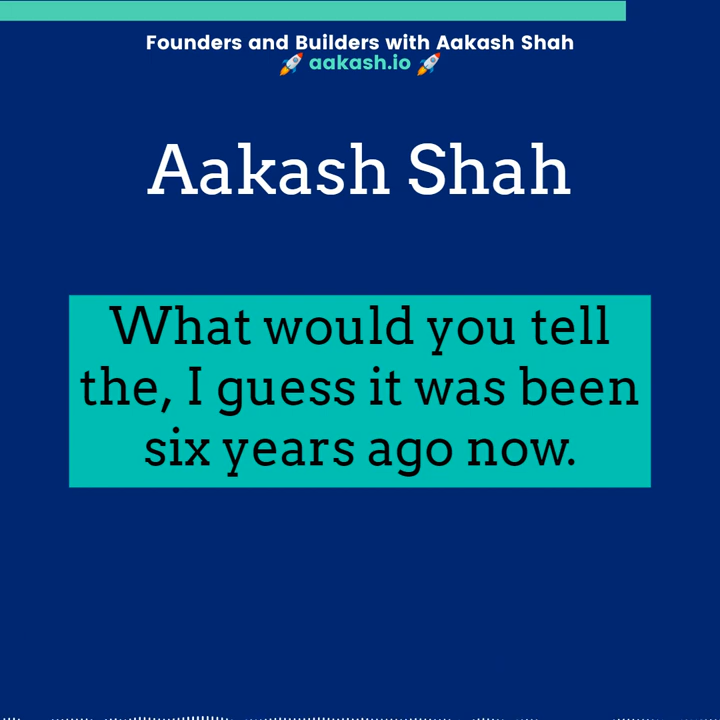 Founders and Builders with Aakash Shah
🚀 aakash.io 🚀
Aakash Shah
What would you tell
the, I guess it was been
six years ago now.